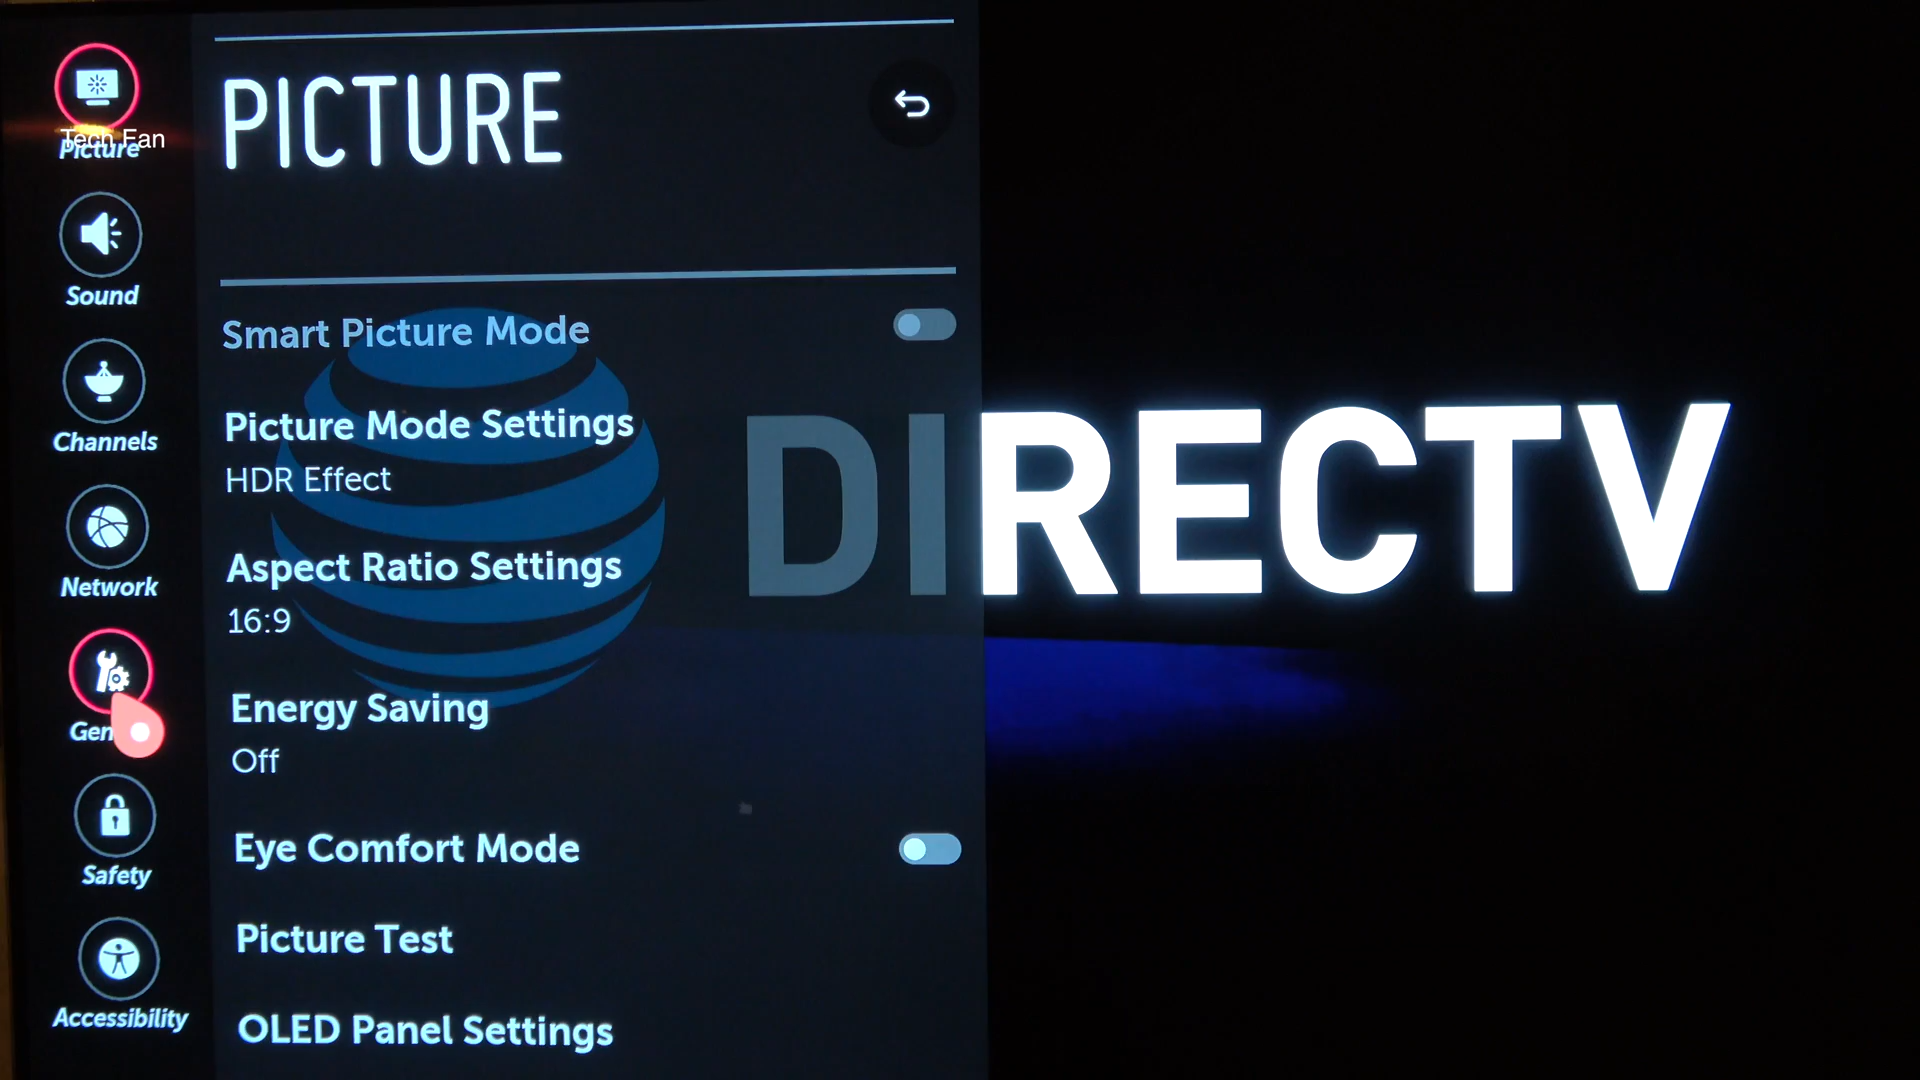 Tech Fan
Picture
Sound
Channels
Network
Gen
Safety
Accessibility
PICTURE
Smart Picture Mode
Picture Mode Settings
HDR Effect
Aspect Ratio Settings
16:9
Energy Saving
Off
Eye Comfort Mode
Picture Test
OLED Panel Settings
DIRECTV